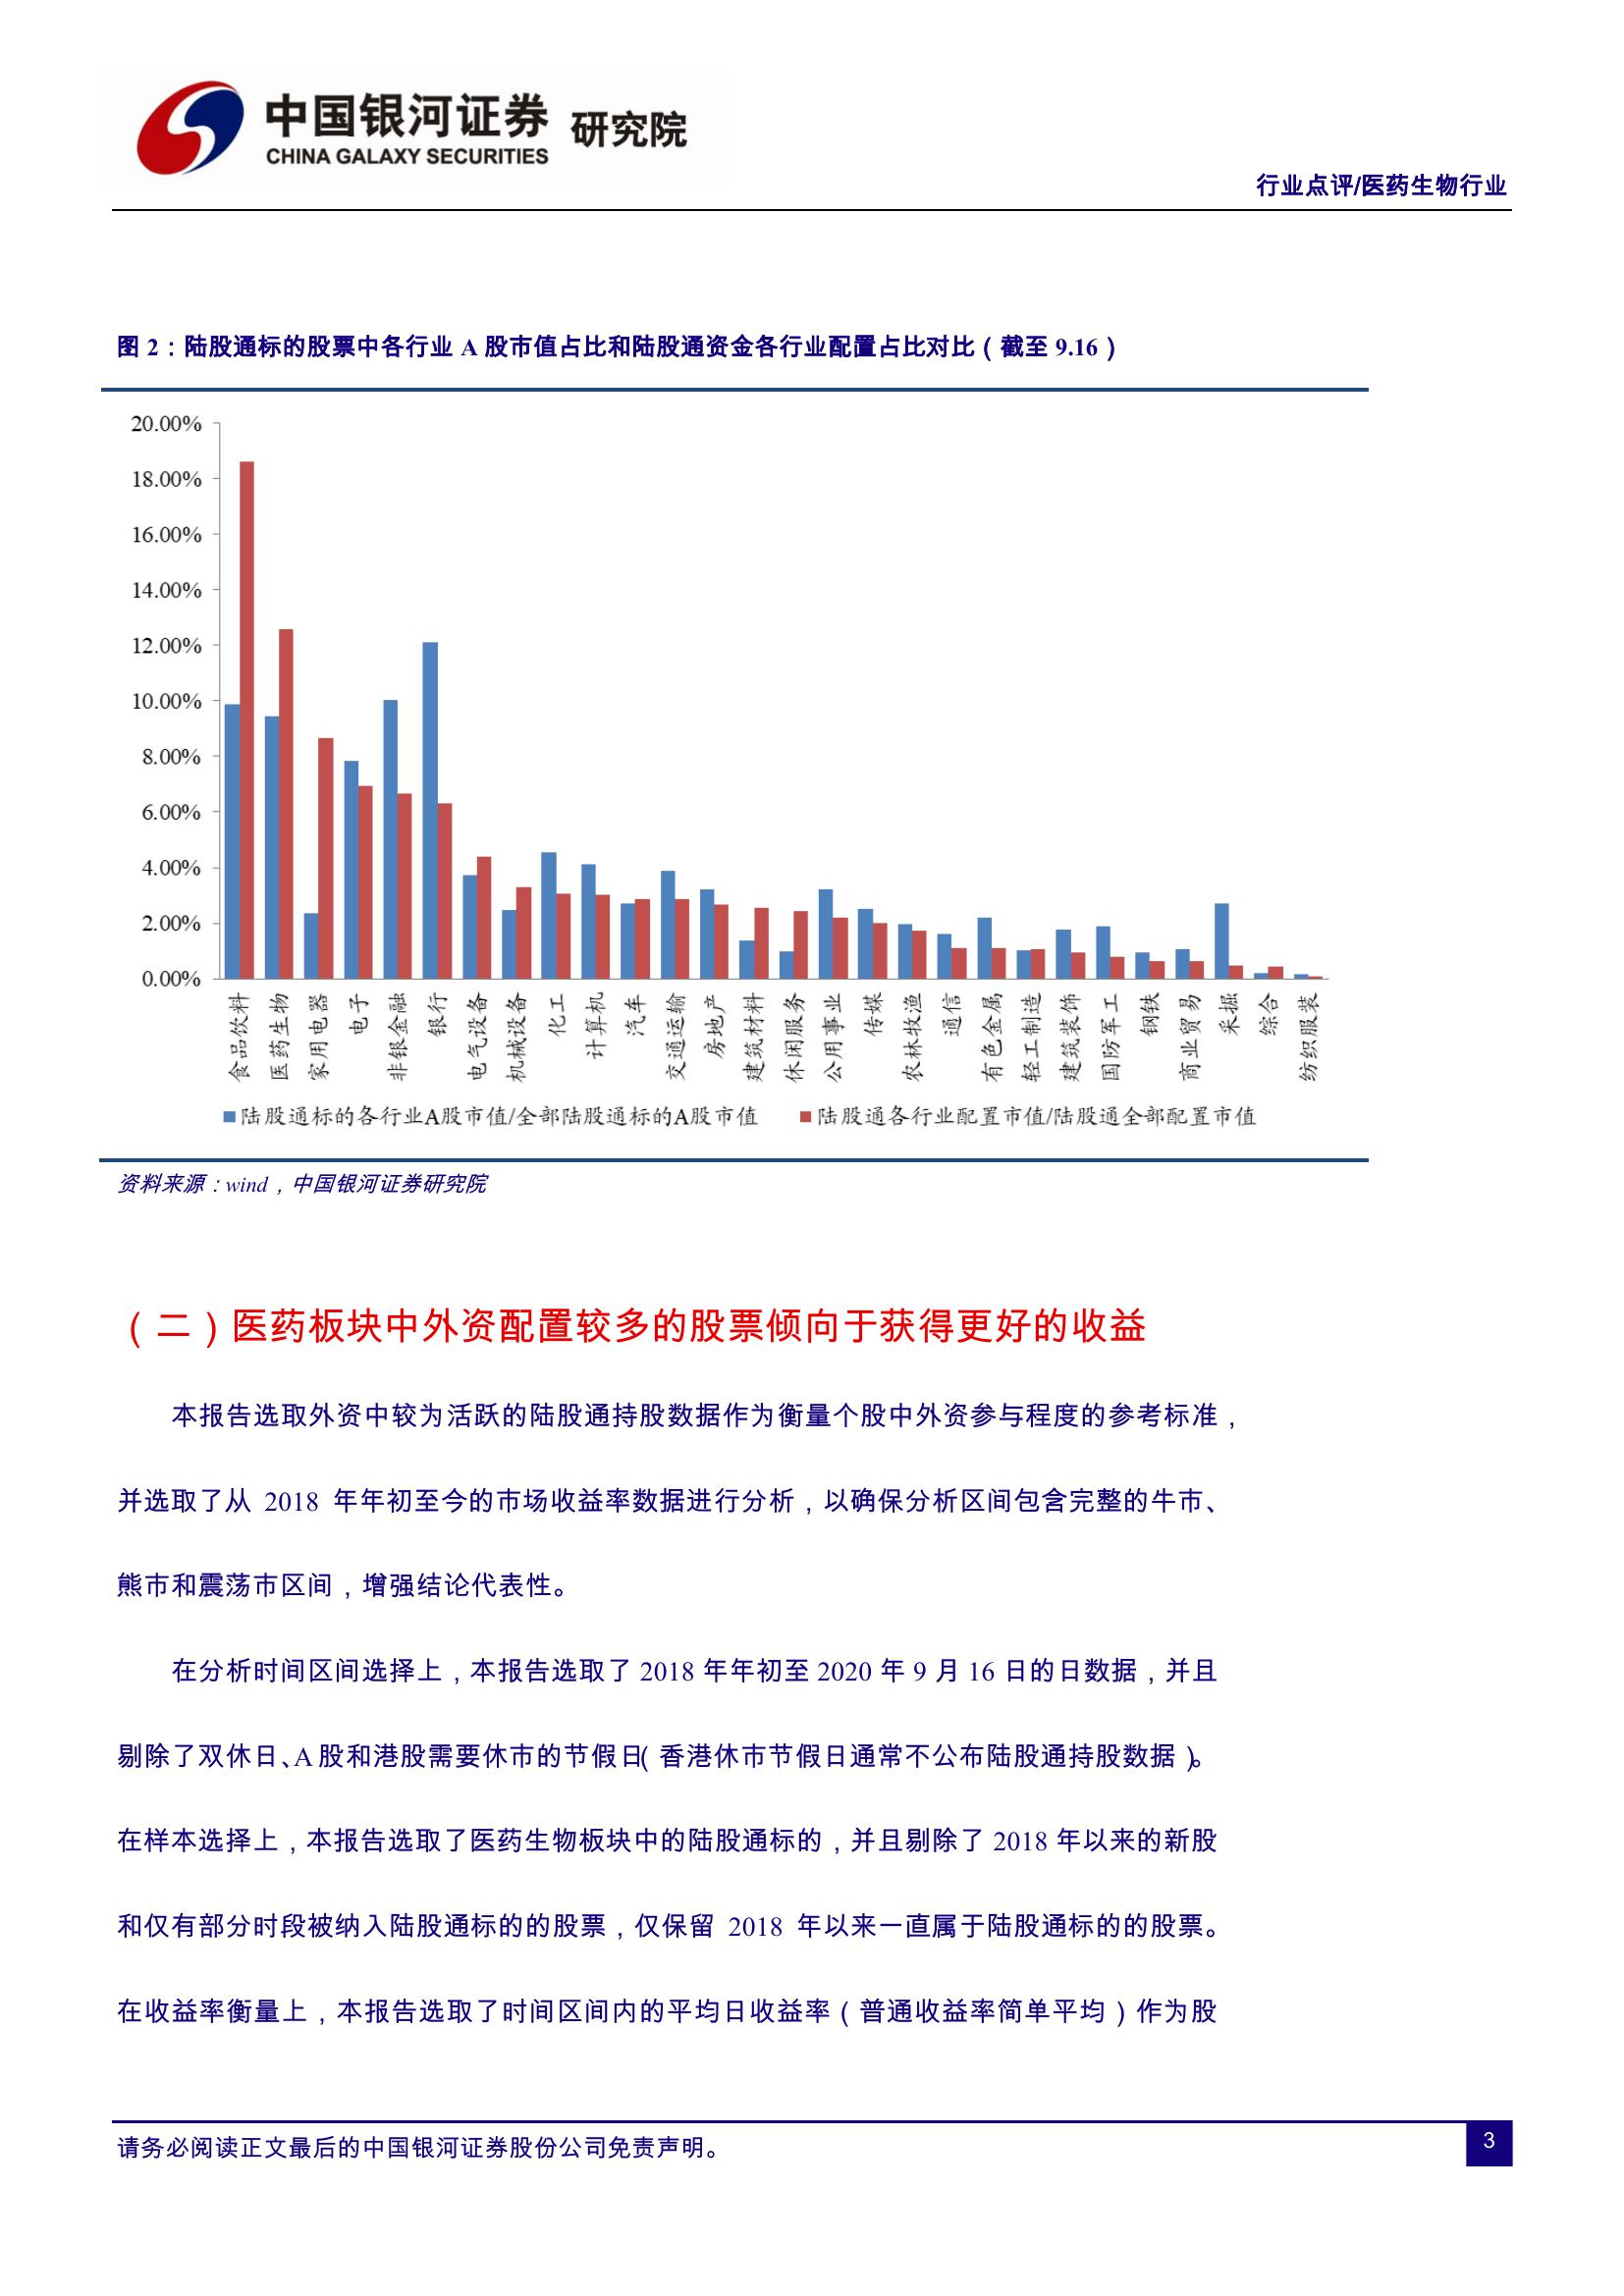 中国银河证券 研究院
CHINA GALAXY SECURITIES
行业点评/医药生物行业
图 2：陆股通标的股票中各行业 A 股市值占比和陆股通资金各行业配置占比对比（截至 9.16）
20.00%
18.00%
16.00%
14.00%
12.00%
10.00%
8.00%
6.00%
4.00%
2.00%
0.00%
食品饮料
医药生物
家用电器
电子
非银金融
银行
电气设备
机械设备
化工
计算机
汽车
交通运输
房地产
建筑材料
休闲服务
公用事业
传媒
农林牧渔
通信
有色金属
轻工制造
建筑装饰
国防军工
钢铁
商业贸易
采掘
综合
纺织服装
陆股通标的各行业A股市值/全部陆股通标的A股市值
陆股通各行业配置市值/陆股通全部配置市值
资料来源：wind，中国银河证券研究院
（二）医药板块中外资配置较多的股票倾向于获得更好的收益
本报告选取外资中较为活跃的陆股通持股数据作为衡量个股中外资参与程度的参考标准，
并选取了从 2018 年年初至今的市场收益率数据进行分析，以确保分析区间包含完整的牛市、
熊市和震荡市区间，增强结论代表性。
在分析时间区间选择上，本报告选取了 2018 年年初至 2020 年 9 月 16 日的日数据，并且
剔除了双休日、A 股和港股需要休市的节假日（香港休市节假日通常不公布陆股通持股数据）。
在样本选择上，本报告选取了医药生物板块中的陆股通标的，并且剔除了 2018 年以来的新股
和仅有部分时段被纳入陆股通标的的股票，仅保留 2018 年以来一直属于陆股通标的的股票。
在收益率衡量上，本报告选取了时间区间内的平均日收益率（普通收益率简单平均）作为股
请务必阅读正文最后的中国银河证券股份公司免责声明。
3